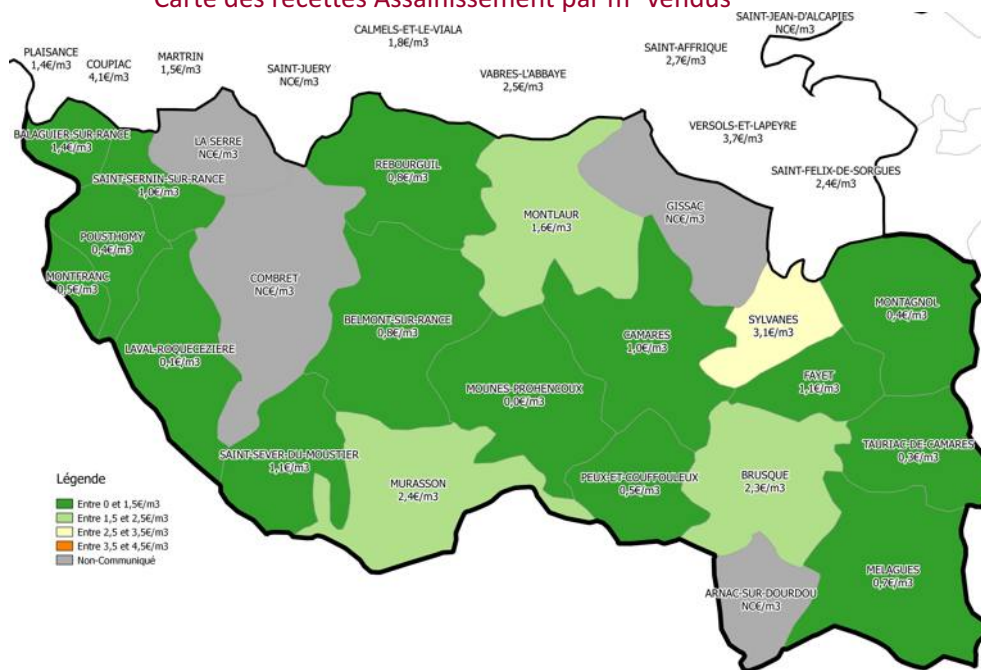 Carte des recettes Assainissement par m³ vendus
SAINT-JEAN-D'ALCAPIES
NC€/m3
CALMELS-ET-LE-VIALA
1,8€/m3
PLAISANCE
1,4€/m3
COUPIAC
4,1€/m3
MARTRIN
1,5€/m3
SAINT-JUERY
NC€/m3
SAINT-AFFRIQUE
2,7€/m3
VABRES-L'ABBAYE
2,5€/m3
VERSOLS-ET-LAPEYRE
3,7€/m3
BALAGUIER-SUR-RANCE
1,4€/m3
LA SERRE
NC€/m3
REBOURGUIL
0,8€/m3
SAINT-SERNIN-SUR-RANCE
1,0€/m3
SAINT-FELIX-DE-SORGUES
2,4€/m3
GISSAC
NC€/m3
MONTLAUR
1,6€/m3
POUSTHOMY
0,4€/m3
MONTFRANC
0,5€/m3
COMBRET
NC€/m3
MONTAGNOL
0,4€/m3
BELMONT-SUR-RANCE
0,8€/m3
SYLVANES
3,1€/m3
CAMARES
1,0€/m3
LAVAL-ROQUECEZIERE
0,1€/m3
FAYET
1,1€/m3
MOUNES-PROHENCOUX
0,0€/m3
TAURIAC-DE-CAMARES
0,3€/m3
SAINT-SEVER-DU-MOUSTIER
1,1€/m3
MURASSON
2,4€/m3
PEUX-ET-COUFFOULEUX
0,5€/m3
BRUSQUE
2,3€/m3
MELAGUES
0,7€/m3
ARNAC-SUR-DOURDOU
NC€/m3
Légende
Entre 0 et 1,5€/m3
Entre 1,5 et 2,5€/m3
Entre 2,5 et 3,5€/m3
Entre 3,5 et 4,5€/m3
Non-Communiqué